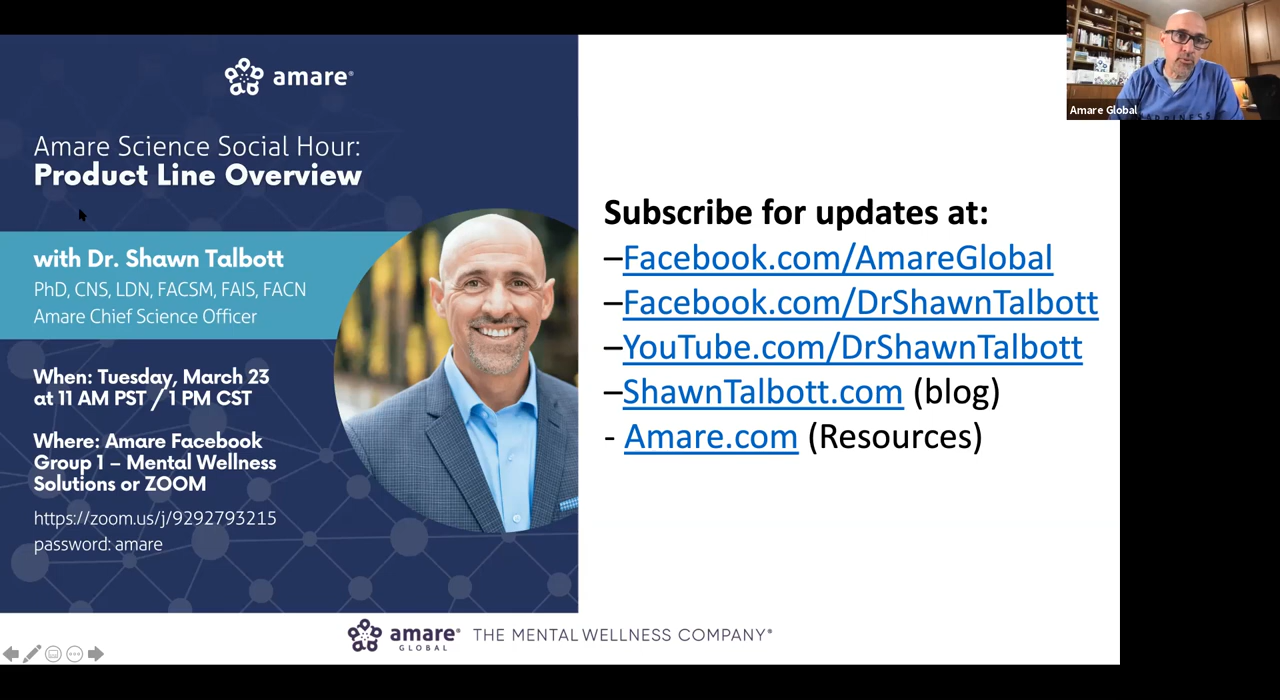 amare®
Amare Science Social Hour:
Product Line Overview
with Dr. Shawn Talbott
PhD, CNS, LDN, FACSM, FAIS, FACN
Amare Chief Science Officer
When: Tuesday, March 23
at 11 AM PST / 1 PM CST
Where: Amare Facebook
Group 1 – Mental Wellness
Solutions or ZOOM
https://zoom.us/j/9292793215
password: amare
Subscribe for updates at:
–Facebook.com/AmareGlobal
–Facebook.com/DrShawnTalbott
–YouTube.com/DrShawnTalbott
–ShawnTalbott.com (blog)
- Amare.com (Resources)
amare® THE MENTAL WELLNESS COMPANY®
GLOBAL
Amare Global